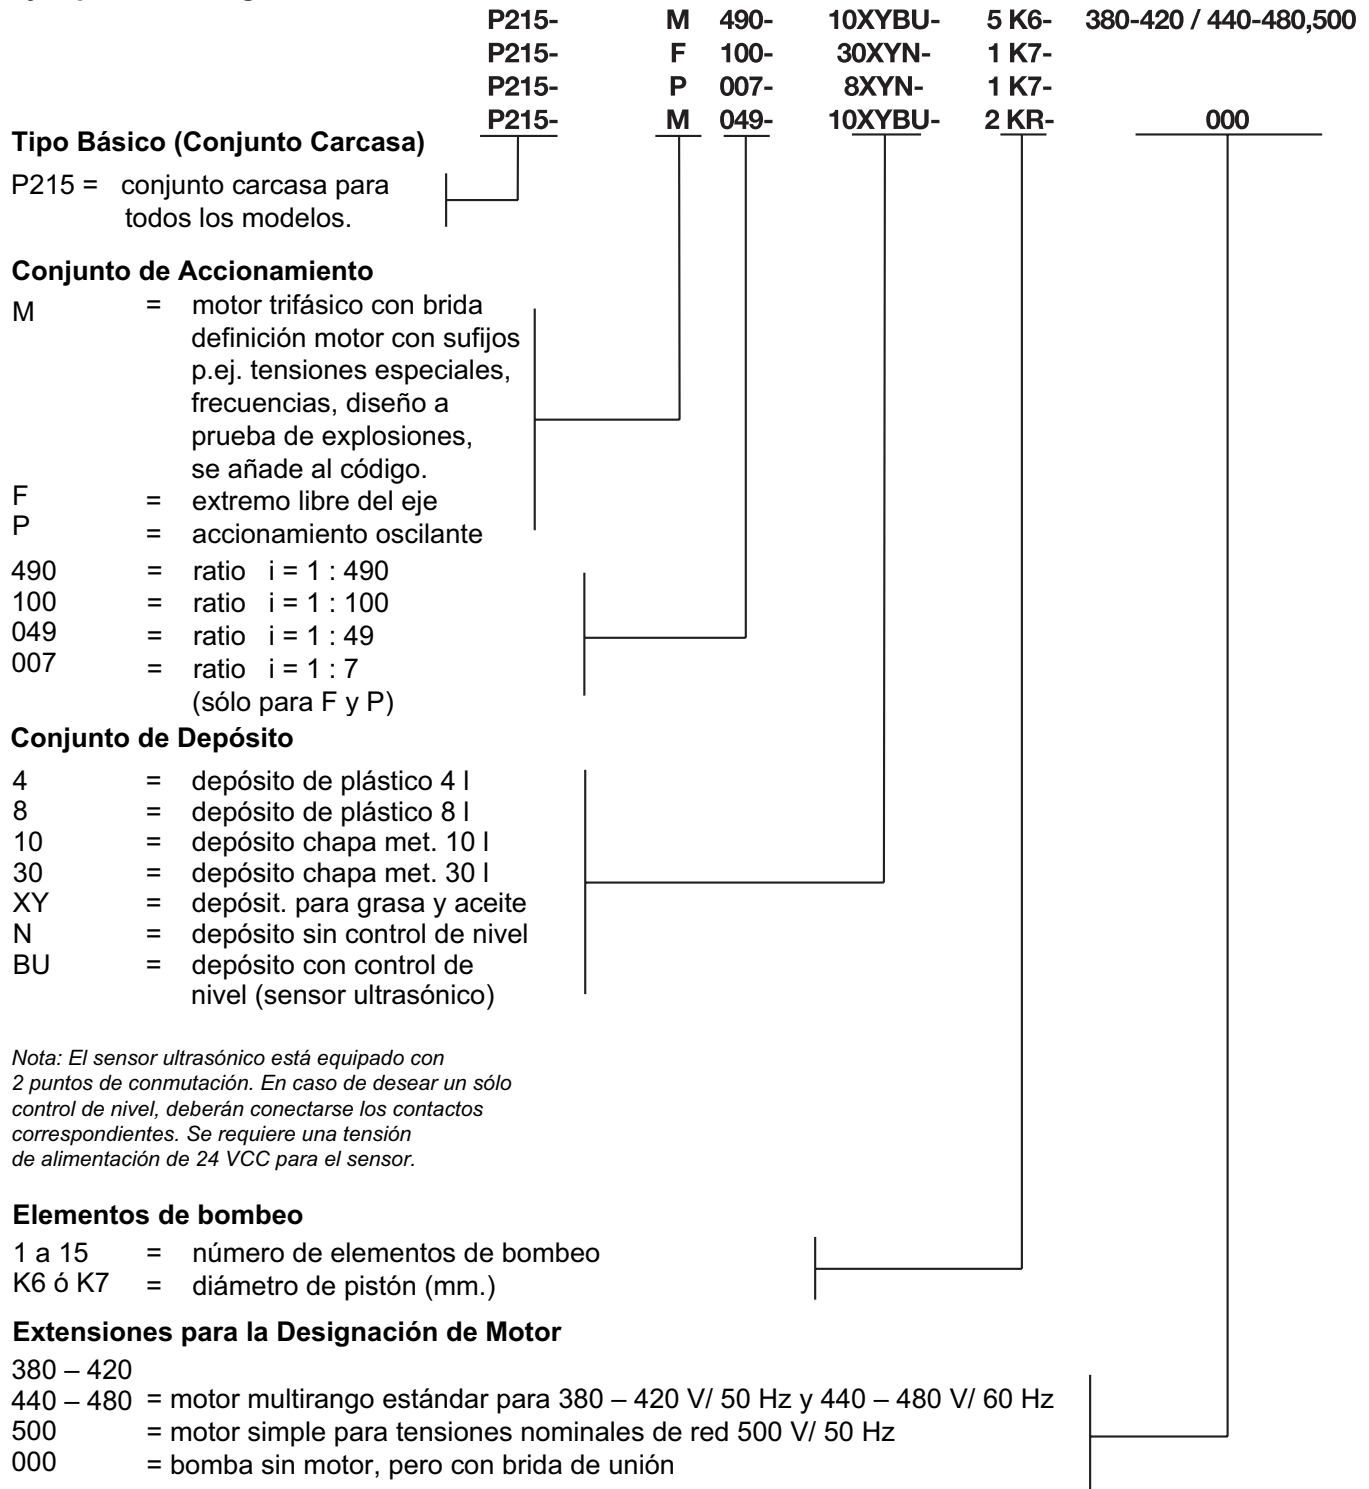 P215- M 490- 10XYBU- 5 K6- 380-420 / 440-480,500
P215- F 100- 30XYN- 1 K7-
P215- P 007- 8XYN- 1 K7-
P215- M 049- 10XYBU- 2 KR- 000
Tipo Básico (Conjunto Carcasa)
P215 = conjunto carcasa para
todos los modelos.
Conjunto de Accionamiento
M = motor trifásico con brida
definición motor con sufijos
p.ej. tensiones especiales,
frecuencias, diseño a
prueba de explosiones,
se añade al código.
F = extremo libre del eje
P = accionamiento oscilante
490 = ratio i = 1 : 490
100 = ratio i = 1 : 100
049 = ratio i = 1 : 49
007 = ratio i = 1 : 7
(sólo para F y P)
Conjunto de Depósito
4 = depósito de plástico 4 l
8 = depósito de plástico 8 l
10 = depósito chapa met. 10 l
30 = depósito chapa met. 30 l
XY = depósit. para grasa y aceite
N = depósito sin control de nivel
BU = depósito con control de
nivel (sensor ultrasónico)
Nota: El sensor ultrasónico está equipado con
2 puntos de conmutación. En caso de desear un sólo
control de nivel, deberán conectarse los contactos
correspondientes. Se requiere una tensión
de alimentación de 24 VCC para el sensor.
Elementos de bombeo
1 a 15 = número de elementos de bombeo
K6 ó K7 = diámetro de pistón (mm.)
Extensiones para la Designación de Motor
380 – 420
440 – 480 = motor multirango estándar para 380 – 420 V/ 50 Hz y 440 – 480 V/ 60 Hz
500 = motor simple para tensiones nominales de red 500 V/ 50 Hz
000 = bomba sin motor, pero con brida de unión